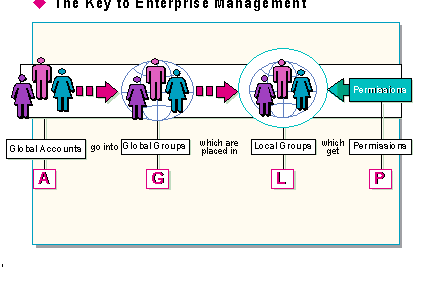 The Key to Enterprise Management
Permissions
Global Accounts
go into
Global Groups
which are
placed in
Local Groups
which
get
Permissions
A
G
L
P